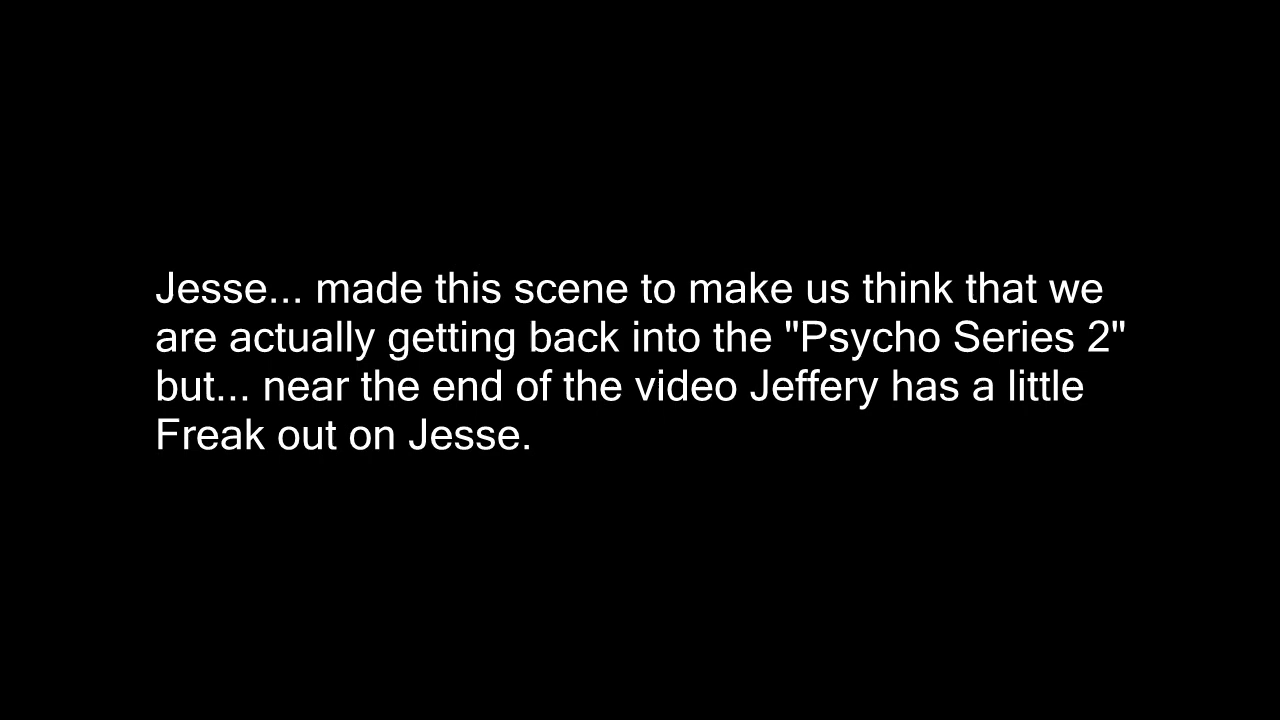 Jesse... made this scene to make us think that we
are actually getting back into the "Psycho Series 2"
but... near the end of the video Jeffery has a little
Freak out on Jesse.